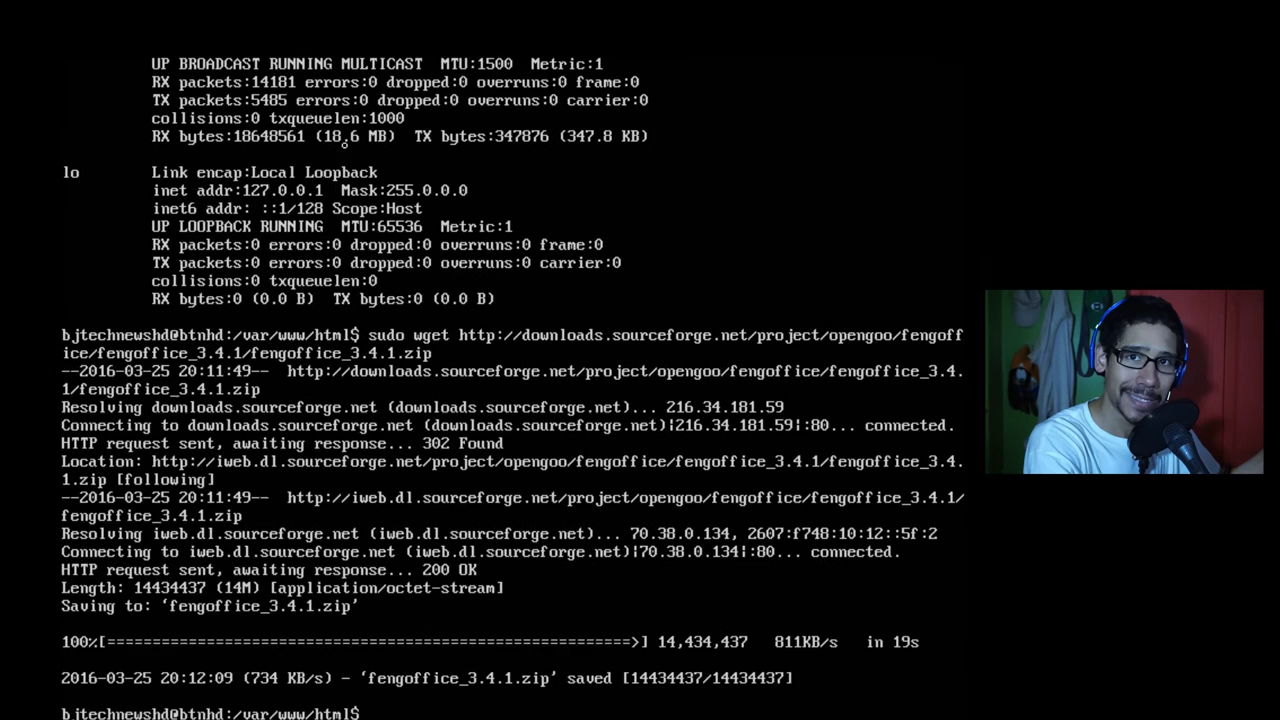 UP BROADCAST RUNNING MULTICAST  MTU:1500  Metric:1
RX packets:14181 errors:0 dropped:0 overruns:0 frame:0
TX packets:5485 errors:0 dropped:0 overruns:0 carrier:0
collisions:0 txqueuelen:1000
RX bytes:18648561 (18.6 MB)  TX bytes:347876 (347.8 KB)
lo        Link encap:Local Loopback
inet addr:127.0.0.1  Mask:255.0.0.0
inet6 addr: ::1/128 Scope:Host
UP LOOPBACK RUNNING  MTU:65536  Metric:1
RX packets:0 errors:0 dropped:0 overruns:0 frame:0
TX packets:0 errors:0 dropped:0 overruns:0 carrier:0
collisions:0 txqueuelen:0
RX bytes:0 (0.0 B)  TX bytes:0 (0.0 B)
bjtechnewshd@btnhd:/var/www/html$ sudo wget http://downloads.sourceforge.net/project/opengoo/fengoff
ice/fengoffice_3.4.1/fengoffice_3.4.1.zip
--2016-03-25 20:11:49--  http://downloads.sourceforge.net/project/opengoo/fengoffice/fengoffice_3.4.
1/fengoffice_3.4.1.zip
Resolving downloads.sourceforge.net (downloads.sourceforge.net)... 216.34.181.59
Connecting to downloads.sourceforge.net (downloads.sourceforge.net)|216.34.181.59|:80... connected.
HTTP request sent, awaiting response... 302 Found
Location: http://iweb.dl.sourceforge.net/project/opengoo/fengoffice/fengoffice_3.4.1/fengoffice_3.4.
1.zip [following]
--2016-03-25 20:11:49--  http://iweb.dl.sourceforge.net/project/opengoo/fengoffice/fengoffice_3.4.1/
fengoffice_3.4.1.zip
Resolving iweb.dl.sourceforge.net (iweb.dl.sourceforge.net)... 70.38.0.134, 2607:f748:10:12::5f:2
Connecting to iweb.dl.sourceforge.net (iweb.dl.sourceforge.net)|70.38.0.134|:80... connected.
HTTP request sent, awaiting response... 200 OK
Length: 14434437 (14M) [application/octet-stream]
Saving to: ‘fengoffice_3.4.1.zip’
100%[==========================================================>] 14,434,437   811KB/s   in 19s
2016-03-25 20:12:09 (734 KB/s) - ‘fengoffice_3.4.1.zip’ saved [14434437/14434437]
bjtechnewshd@btnhd:/var/www/html$